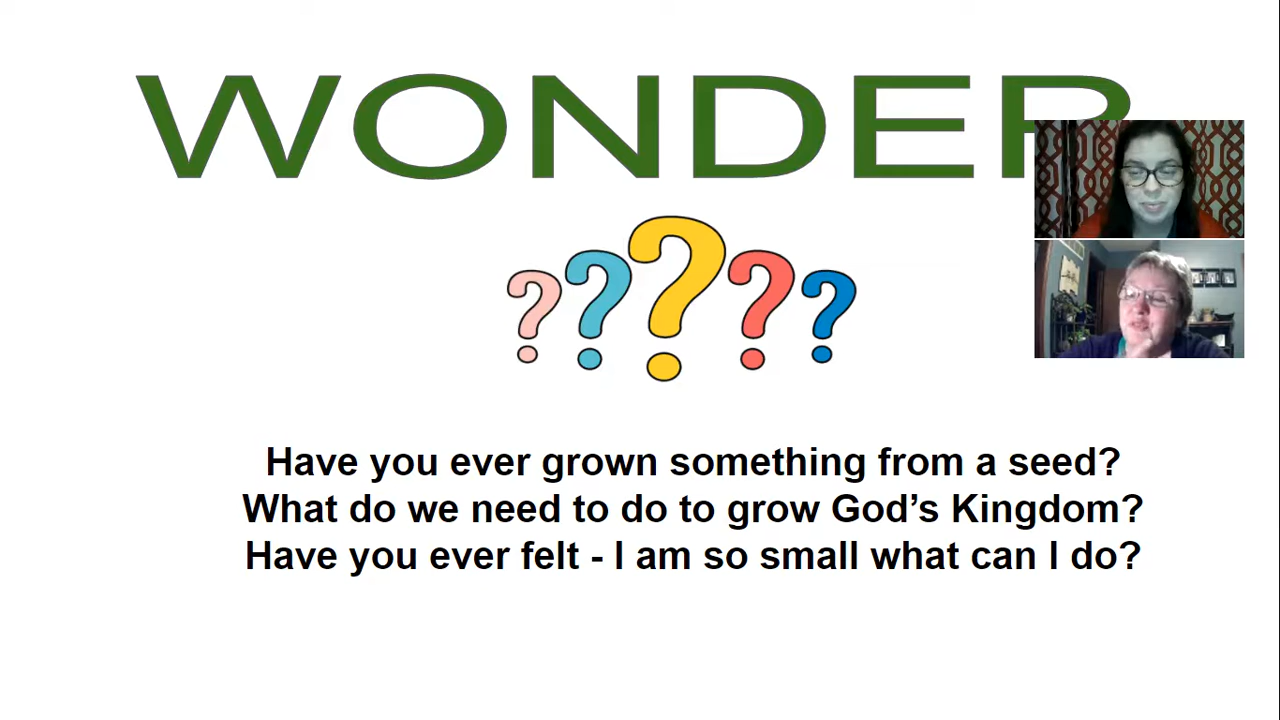 WONDER
? ? ? ? ?
Have you ever grown something from a seed?
What do we need to do to grow God’s Kingdom?
Have you ever felt - I am so small what can I do?